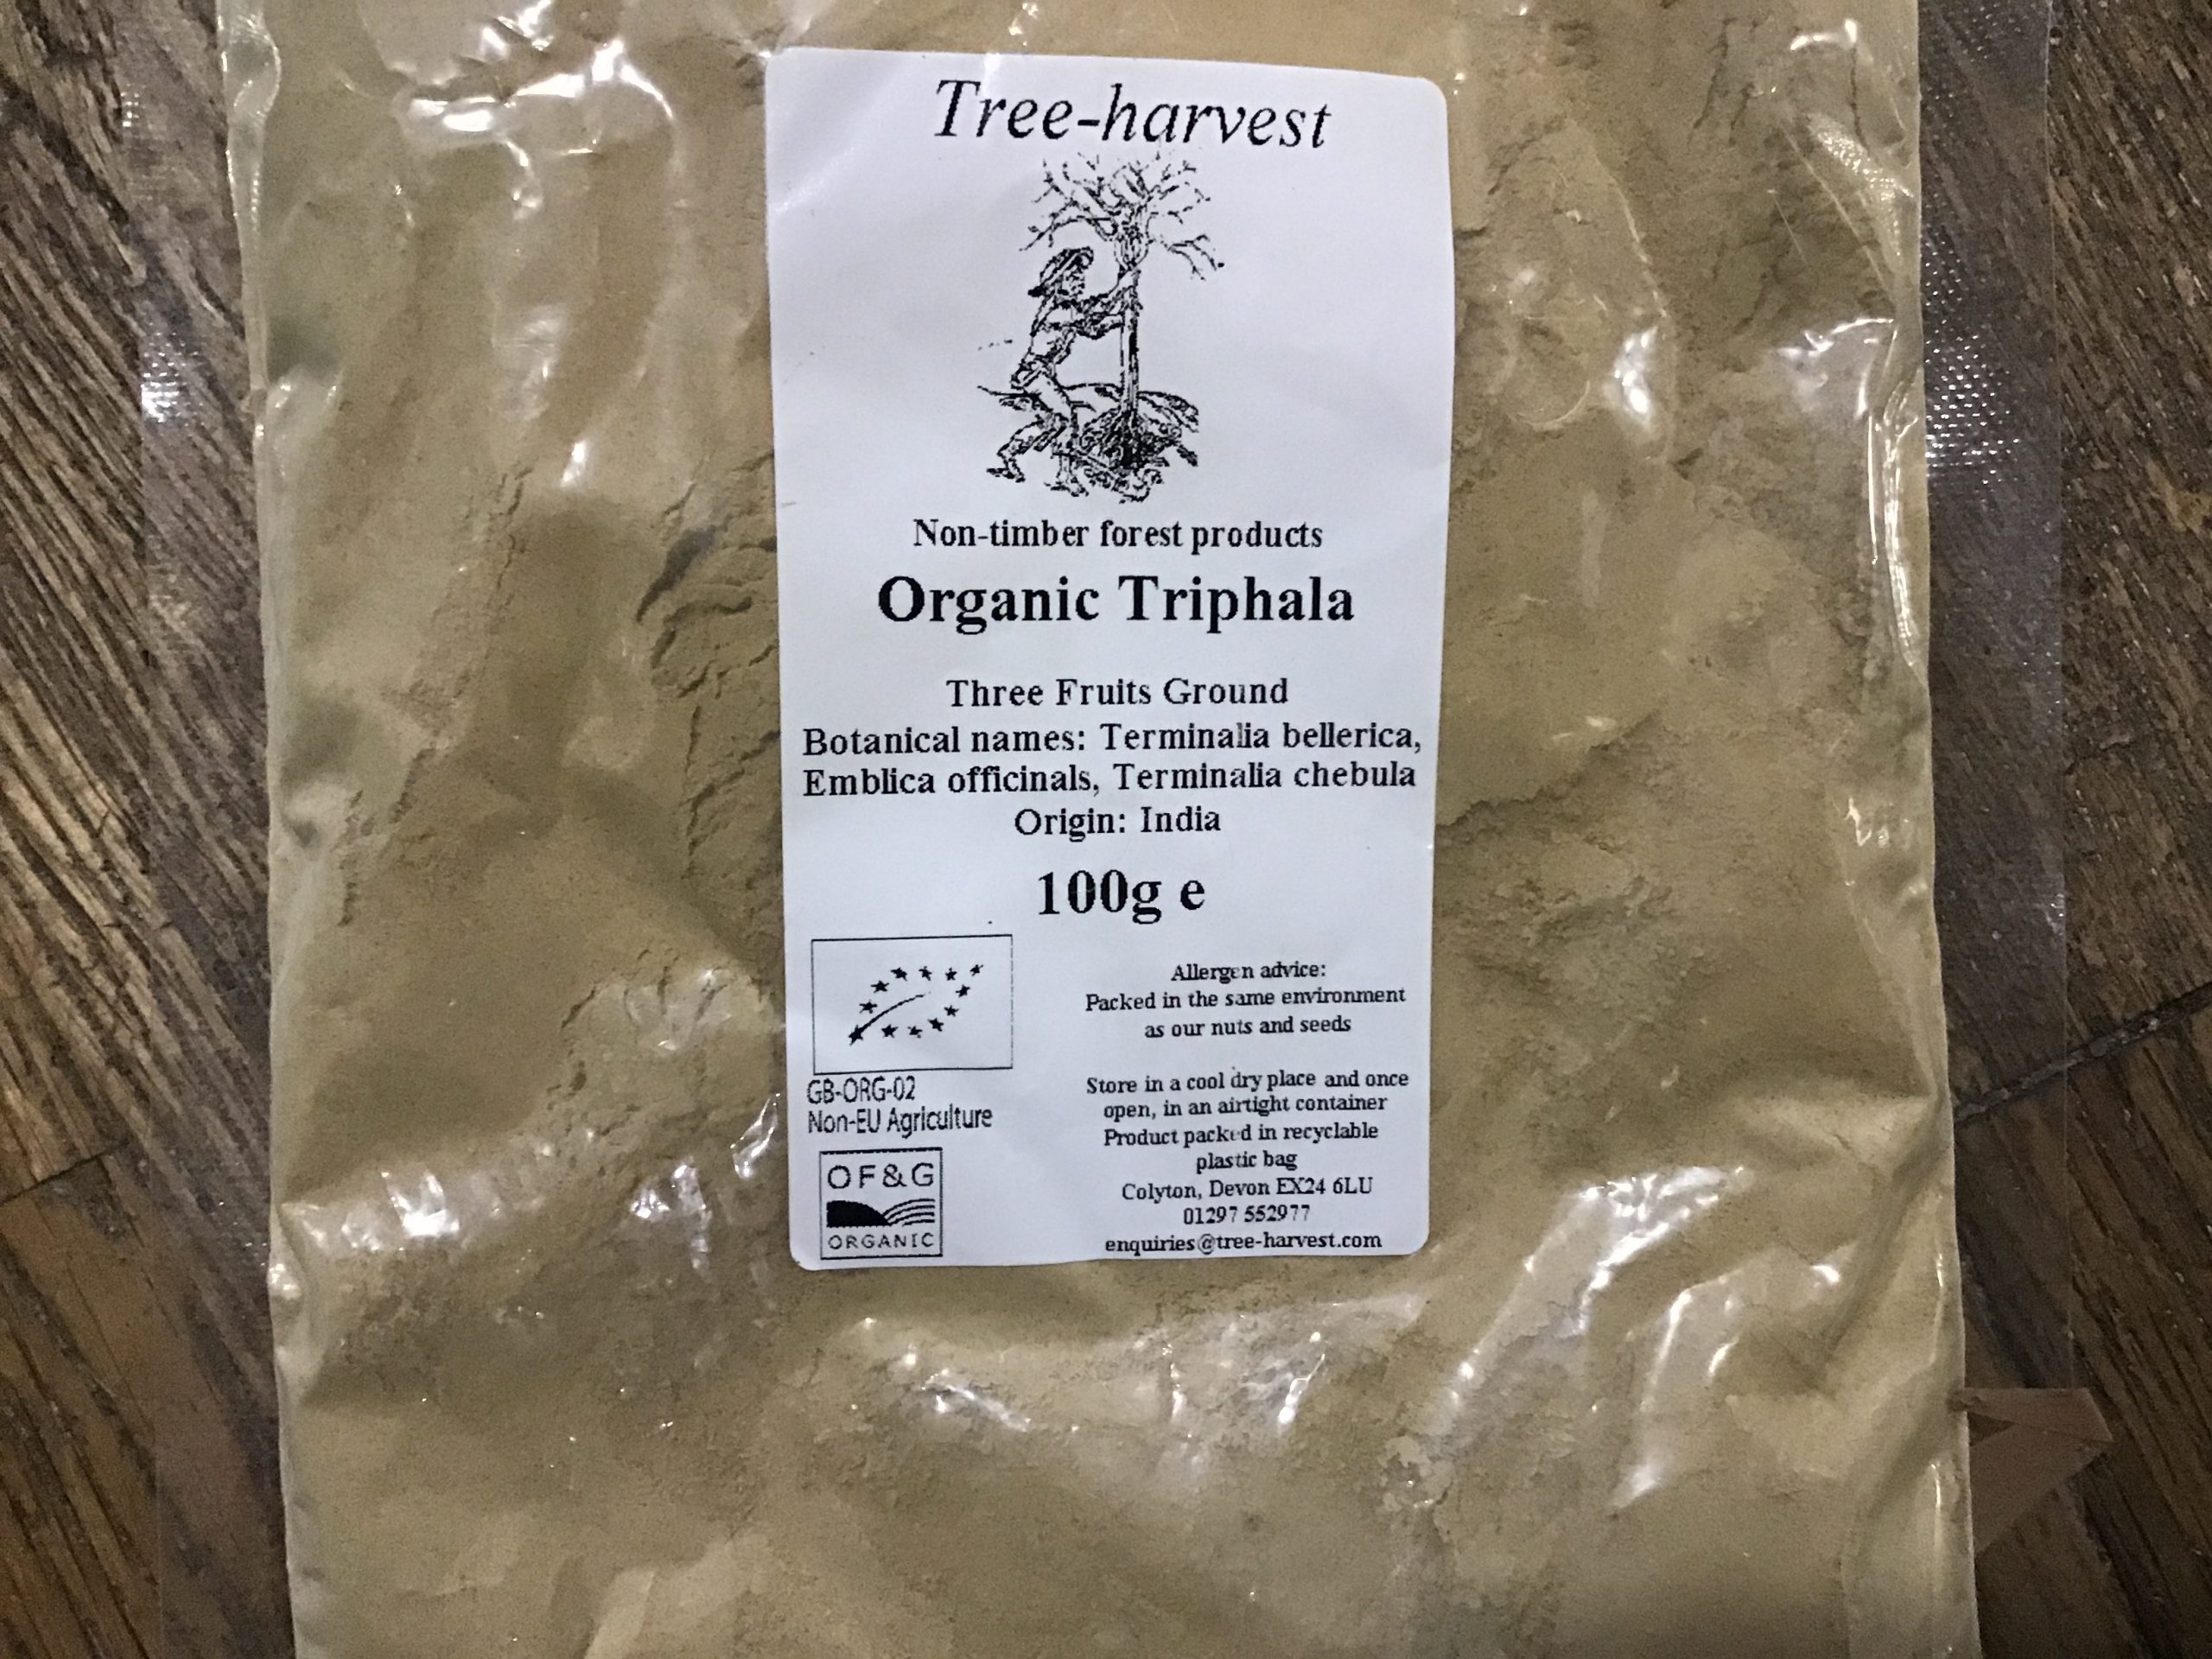 Tree-harvest
Non-timber forest products
Organic Triphala
Three Fruits Ground
Botanical names: Terminalia bellerica,
Emblica officinals, Terminalia chebula
Origin: India
100g e
GB-ORG-02
Non-EU Agriculture
OF&G
ORGANIC
Allergen advice:
Packed in the same environment
as our nuts and seeds
Store in a cool dry place and once
open, in an airtight container
Product packed in recyclable
plastic bag
Colyton, Devon EX24 6LU
01297 552977
enquiries@tree-harvest.com